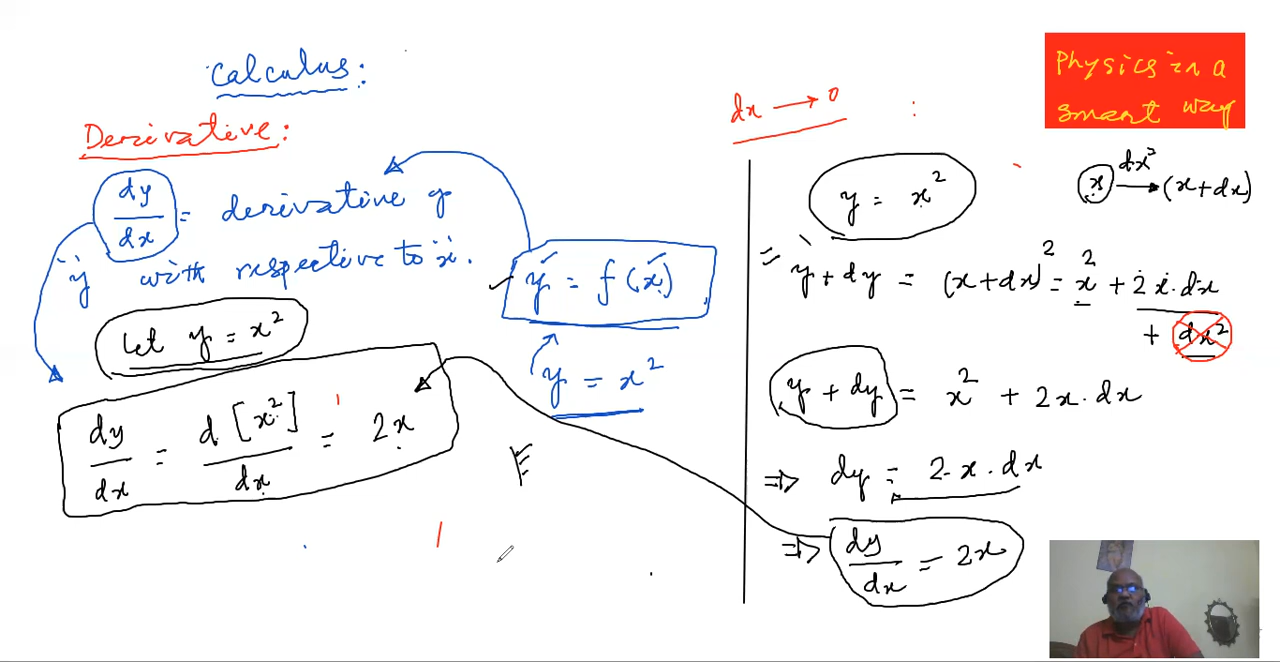 Calculus:
Derivative:
dy/dx = derivative of
"y" with respective to "x".
y = f(x)
Let y = x²
y = x²
dy/dx = d[x²]/dx = 2x
dx → 0
Physics in a
smart way
y = x²
x dx² → (x+dx)
= y + dy = (x+dx)² = x² + 2x.dx
+ dx²
y + dy = x² + 2x.dx
⇒ dy = 2.x.dx
⇒ dy/dx = 2x